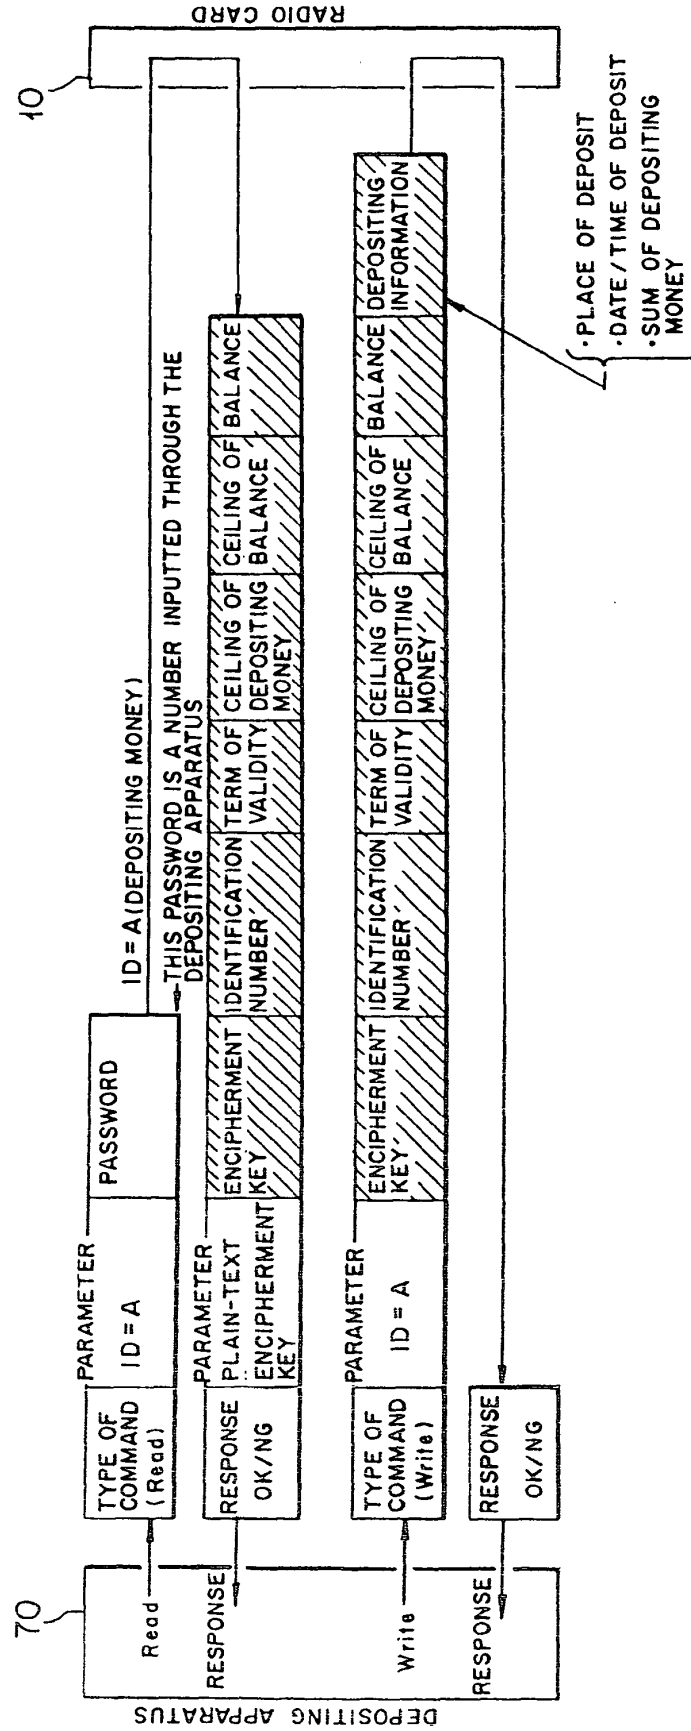 DEPOSITING APPARATUS
70
Read
RESPONSE
Write
RESPONSE
TYPE OF
COMMAND
(Read)
PARAMETER
ID=A
PASSWORD
ID=A(DEPOSITING MONEY)
THIS PASSWORD IS A NUMBER INPUTTED THROUGH THE
DEPOSITING APPARATUS
RESPONSE
OK/NG
PARAMETER
PLAIN-TEXT
ENCIPHERMENT
KEY
ENCIPHERMENT
KEY
IDENTIFICATION
NUMBER
TERM OF
VALIDITY
CEILING OF
DEPOSITING
MONEY
CEILING OF
BALANCE
BALANCE
TYPE OF
COMMAND
(Write)
PARAMETER
ID=A
ENCIPHERMENT
KEY
IDENTIFICATION
NUMBER
TERM OF
VALIDITY
CEILING OF
DEPOSITING
MONEY
CEILING OF
BALANCE
BALANCE
DEPOSITING
INFORMATION
RESPONSE
OK/NG
10
RADIO CARD
·PLACE OF DEPOSIT
·DATE/TIME OF DEPOSIT
·SUM OF DEPOSITING
MONEY